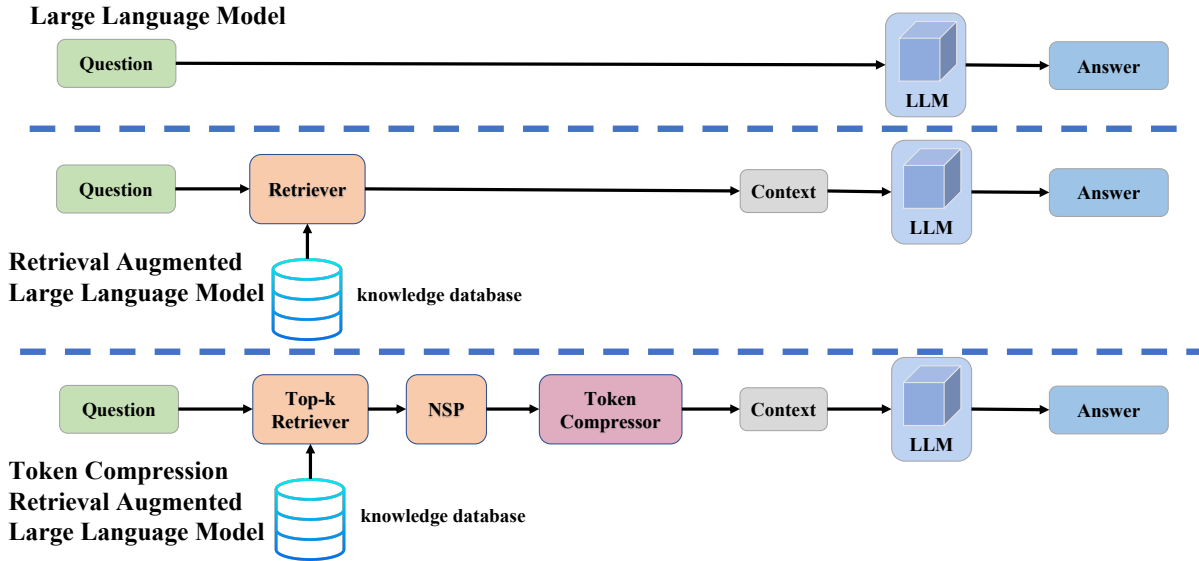 Large Language Model
Question
LLM
Answer
Question
Retriever
Context
LLM
Answer
Retrieval Augmented
Large Language Model
knowledge database
Question
Top-k
Retriever
NSP
Token
Compressor
Context
LLM
Answer
Token Compression
Retrieval Augmented
Large Language Model
knowledge database